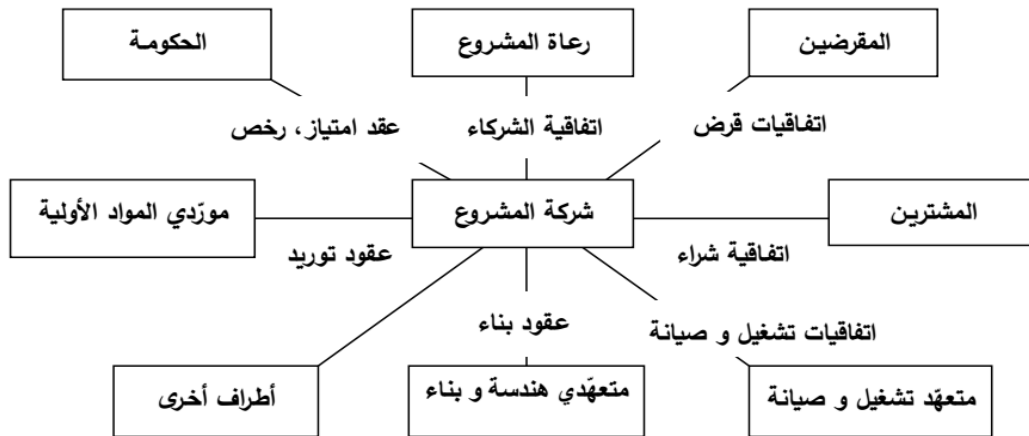 المقرضين
رعاة المشروع
الحكومة
اتفاقيات قرض
اتفاقية الشركاء
عقد امتياز، رخص
المشترين
شركة المشروع
مورّدي المواد الأولية
اتفاقية شراء
عقود توريد
عقود بناء
اتفاقيات تشغيل و صيانة
متعهّد تشغيل و صيانة
متعهّدي هندسة و بناء
أطراف أخرى